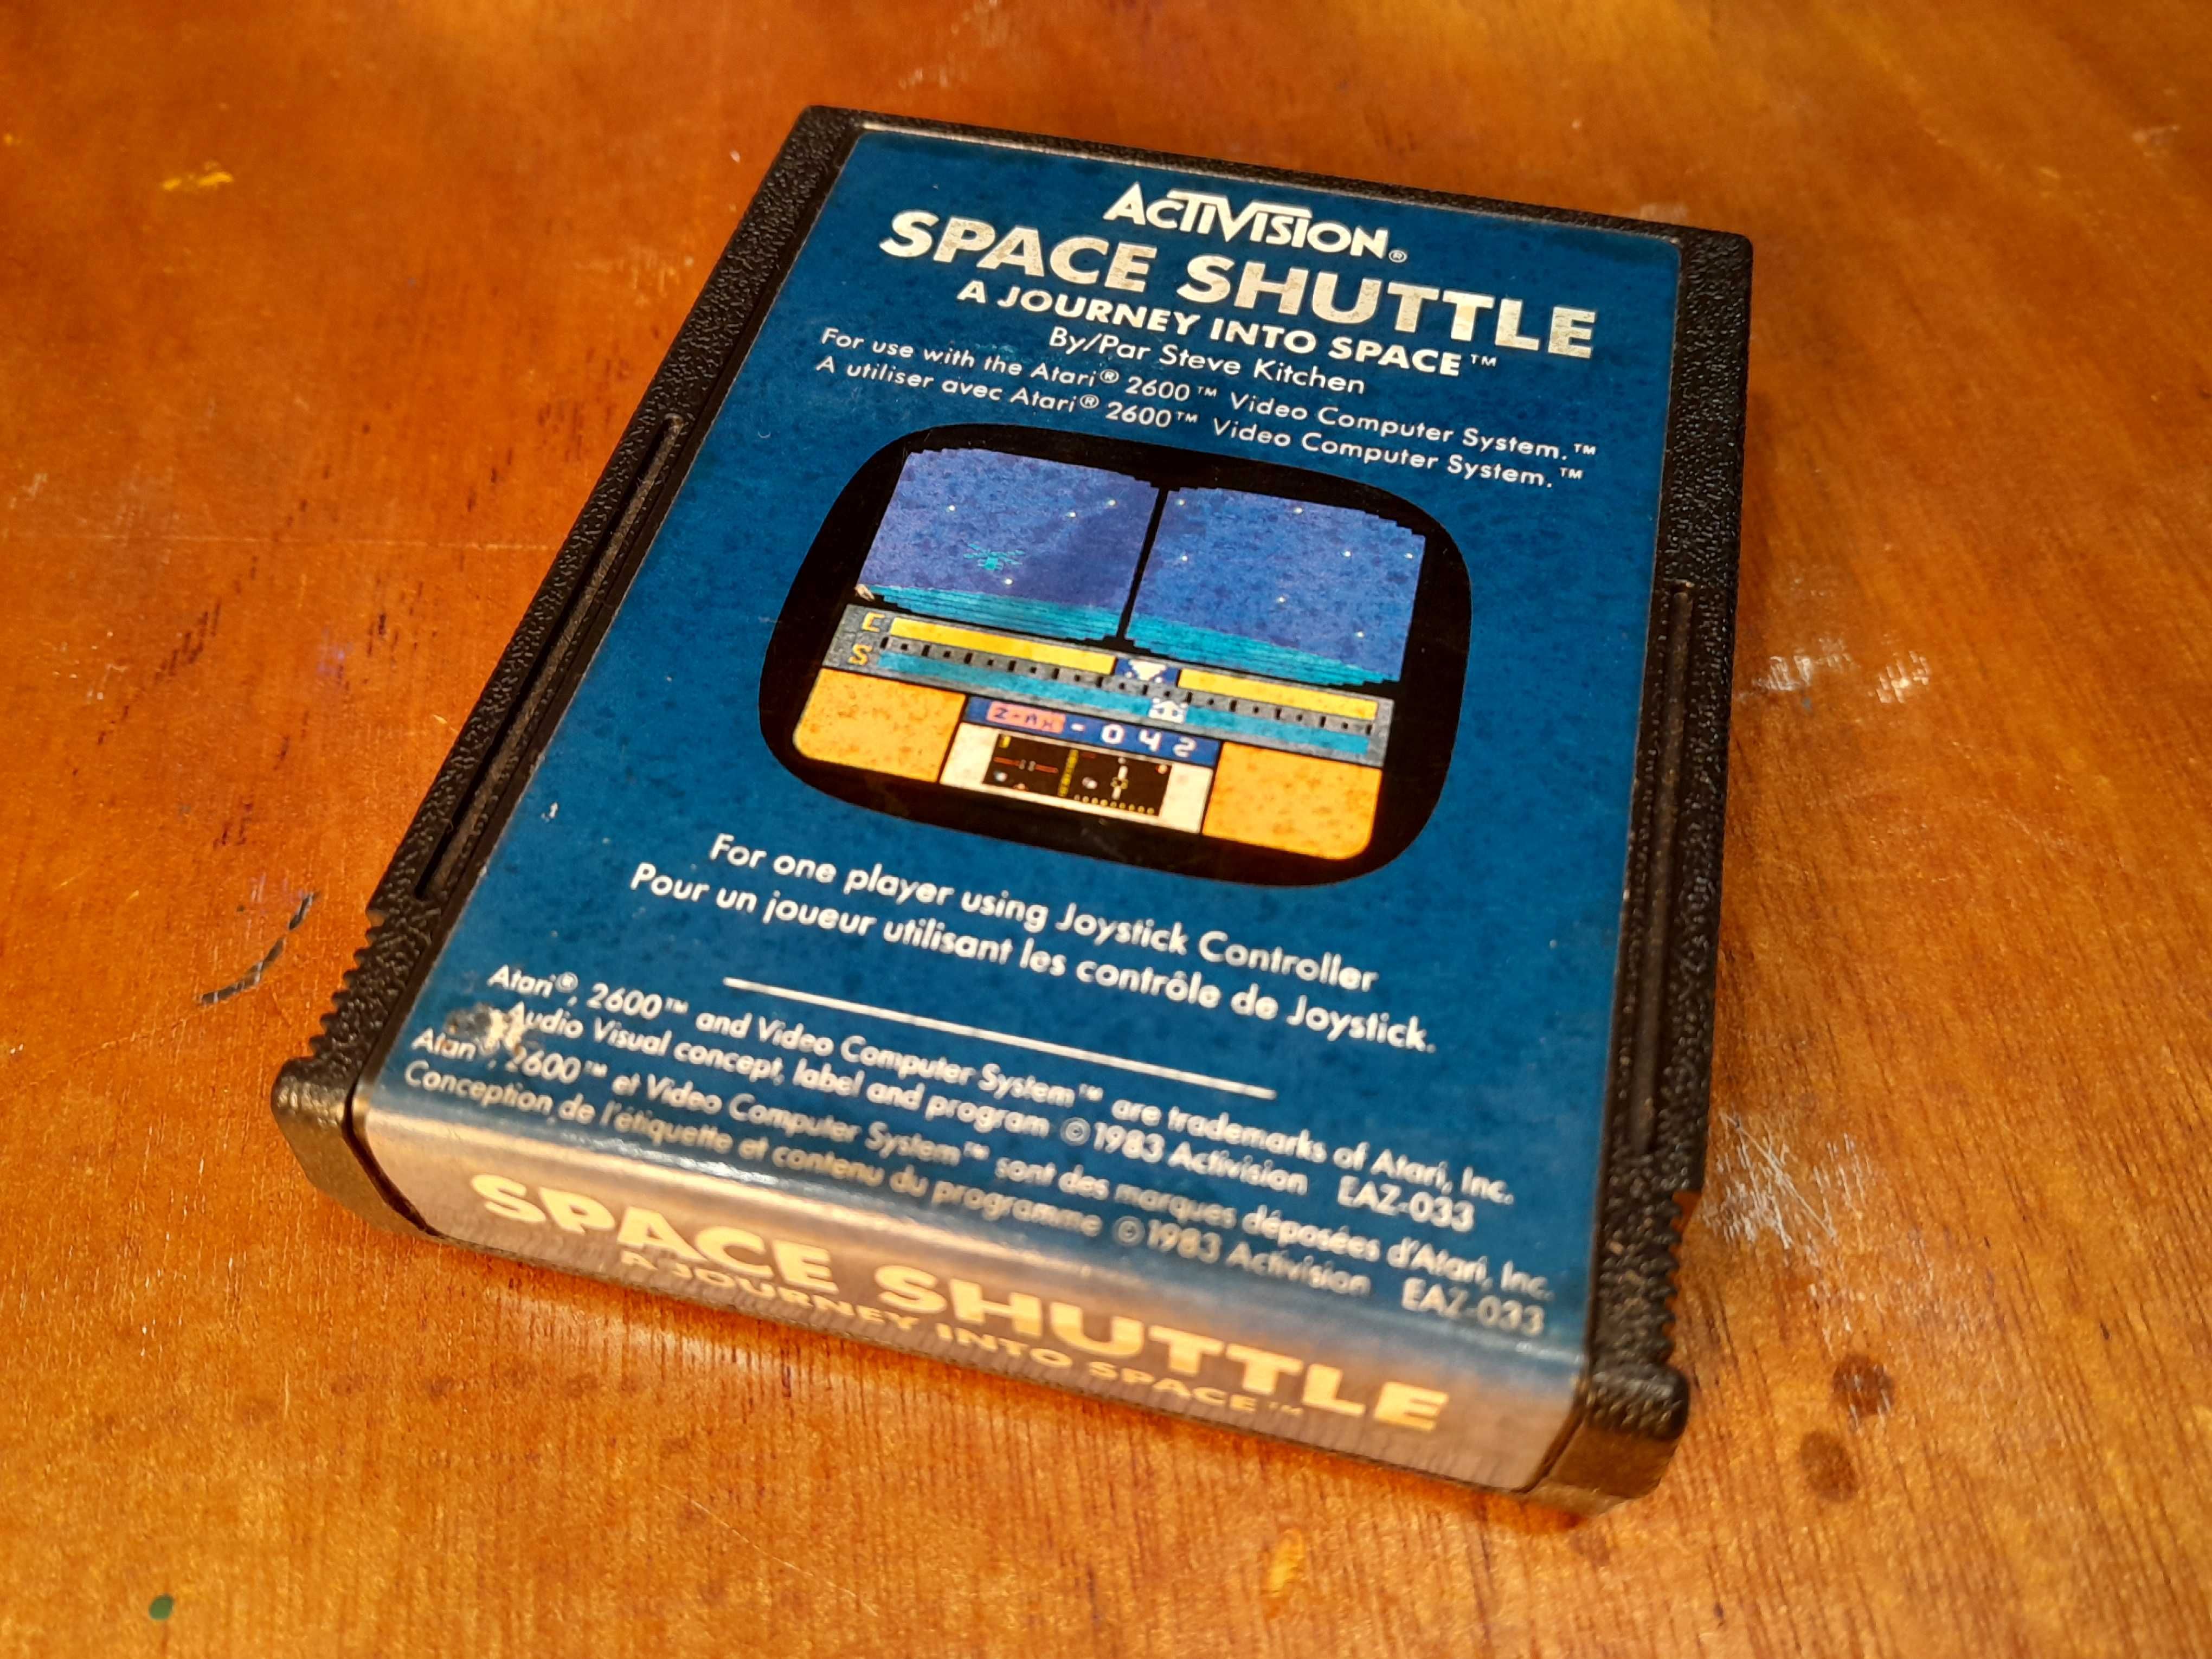 ACTIVISION®
SPACE SHUTTLE
A JOURNEY INTO SPACE™
By/Par Steve Kitchen
For use with the Atari® 2600™ Video Computer System.™
A utiliser avec Atari® 2600™ Video Computer System.™
C
S
Z-AX -042
For one player using Joystick Controller
Pour un joueur utilisant les contrôle de Joystick.
Atari®, 2600™ and Video Computer System™ are trademarks of Atari, Inc.
Audio Visual concept, label and program ©1983 Activision EAZ-033
Atari®, 2600™ et Video Computer System™ sont des marques déposées d'Atari, Inc.
Conception de l'étiquette et contenu du programme ©1983 Activision EAZ-033
SPACE SHUTTLE
A JOURNEY INTO SPACE™